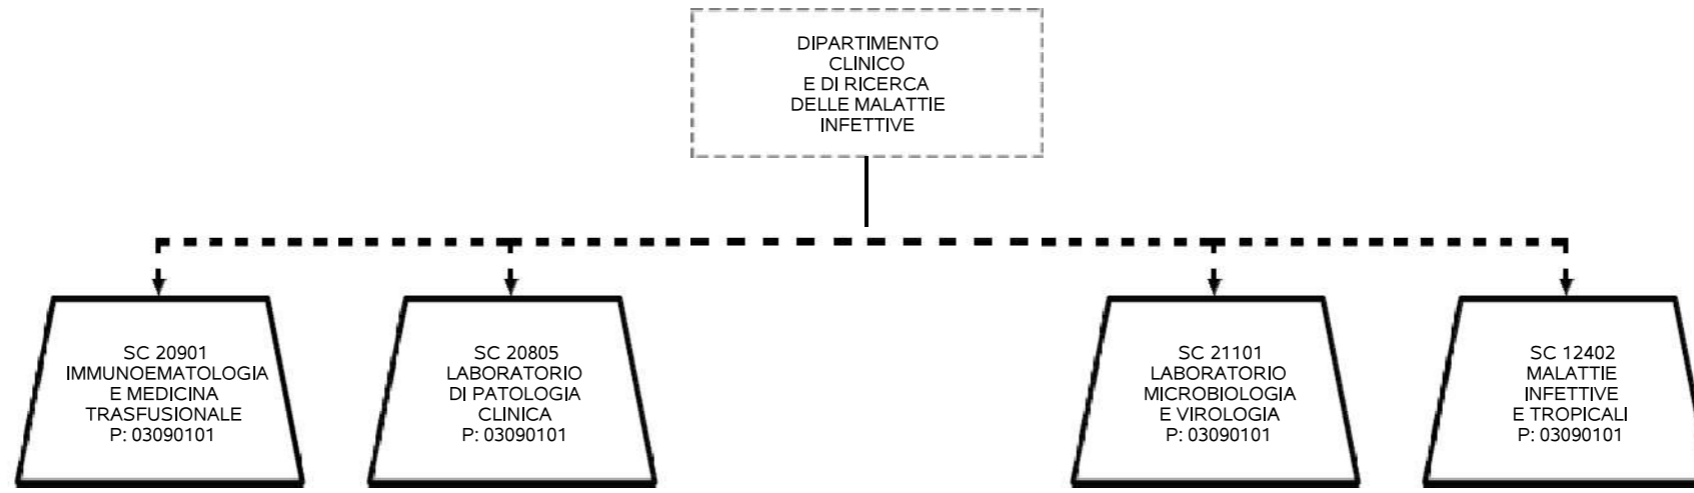 DIPARTIMENTO
CLINICO
E DI RICERCA
DELLE MALATTIE
INFETTIVE
SC 20901
IMMUNOEMATOLOGIA
E MEDICINA
TRASFUSIONALE
P: 03090101
SC 20805
LABORATORIO
DI PATOLOGIA
CLINICA
P: 03090101
SC 21101
LABORATORIO
MICROBIOLOGIA
E VIROLOGIA
P: 03090101
SC 12402
MALATTIE
INFETTIVE
E TROPICALI
P: 03090101